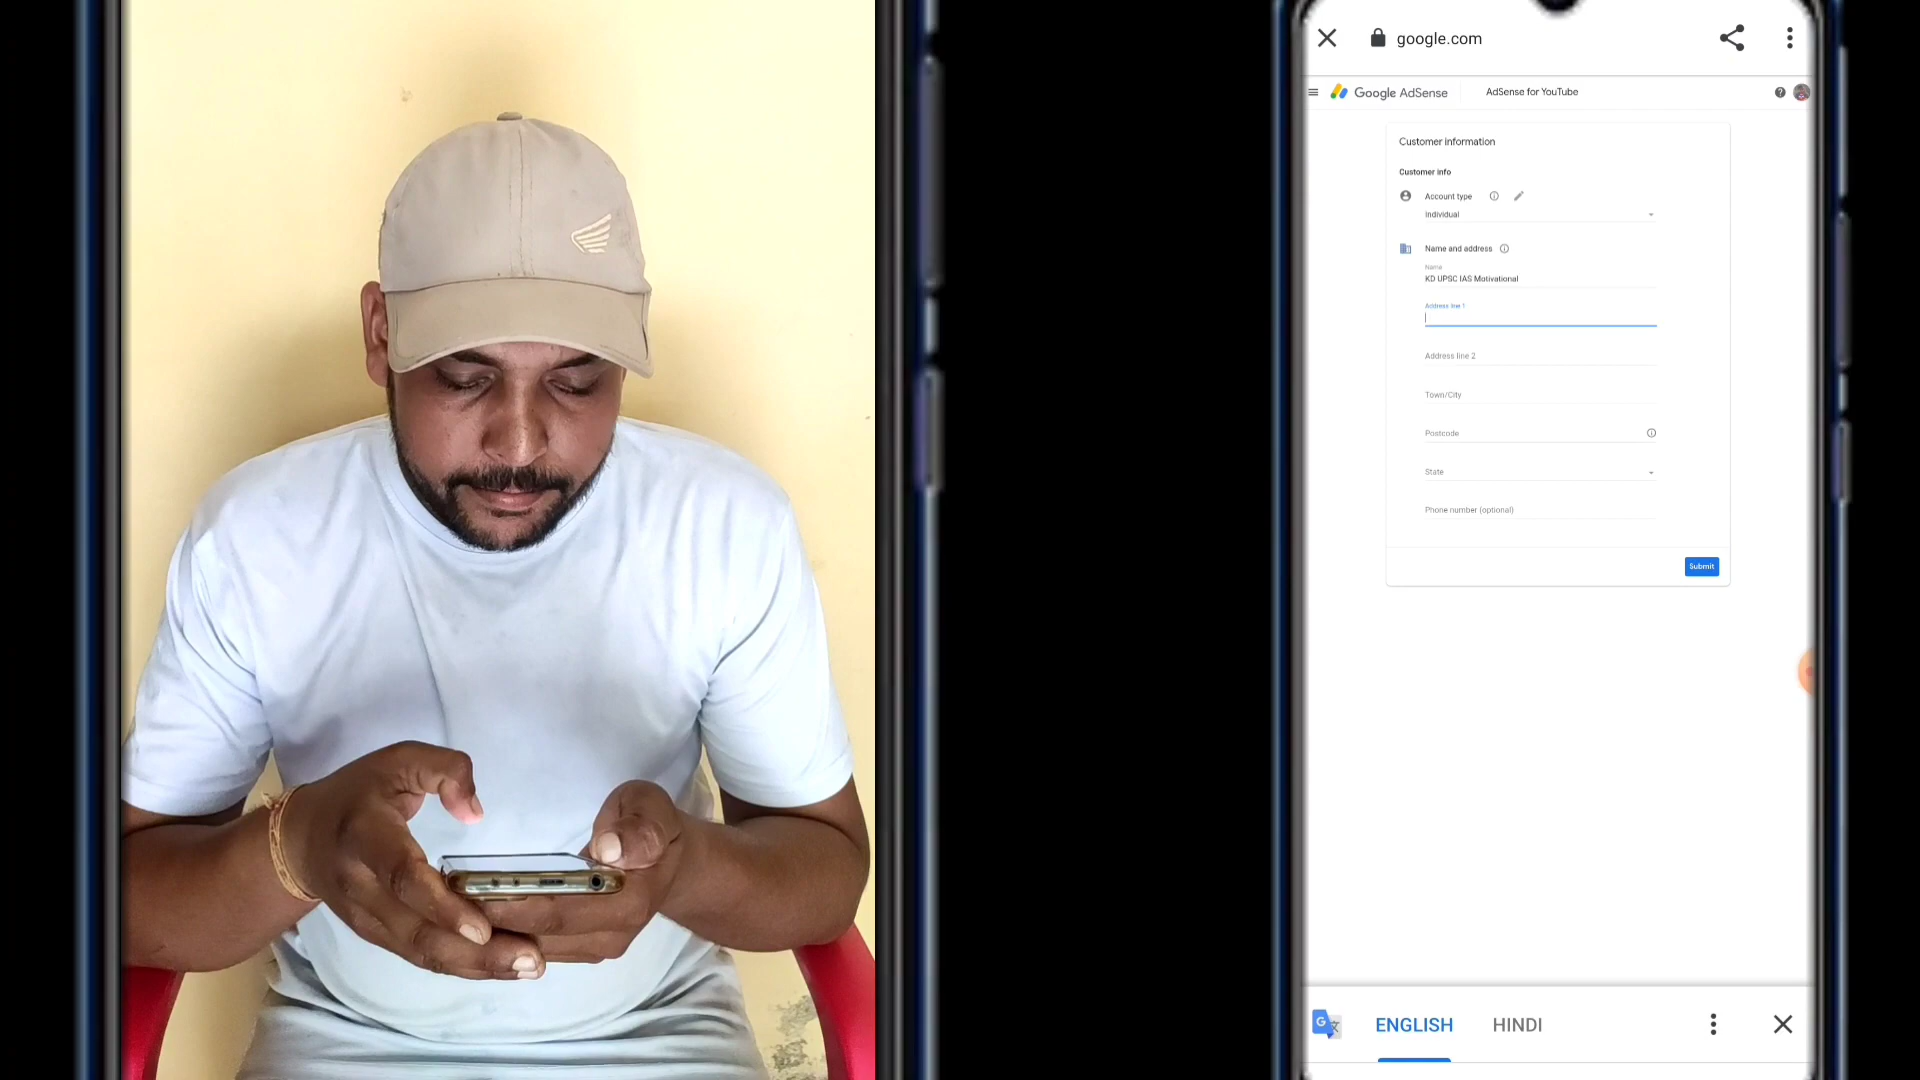 google.com
Google AdSense
AdSense for YouTube
Customer information
Customer info
Account type
Individual
Name and address
Name
KD UPSC IAS Motivational
Address line 1
Address line 2
Town/City
Postcode
State
Phone number (optional)
Submit
ENGLISH
HINDI